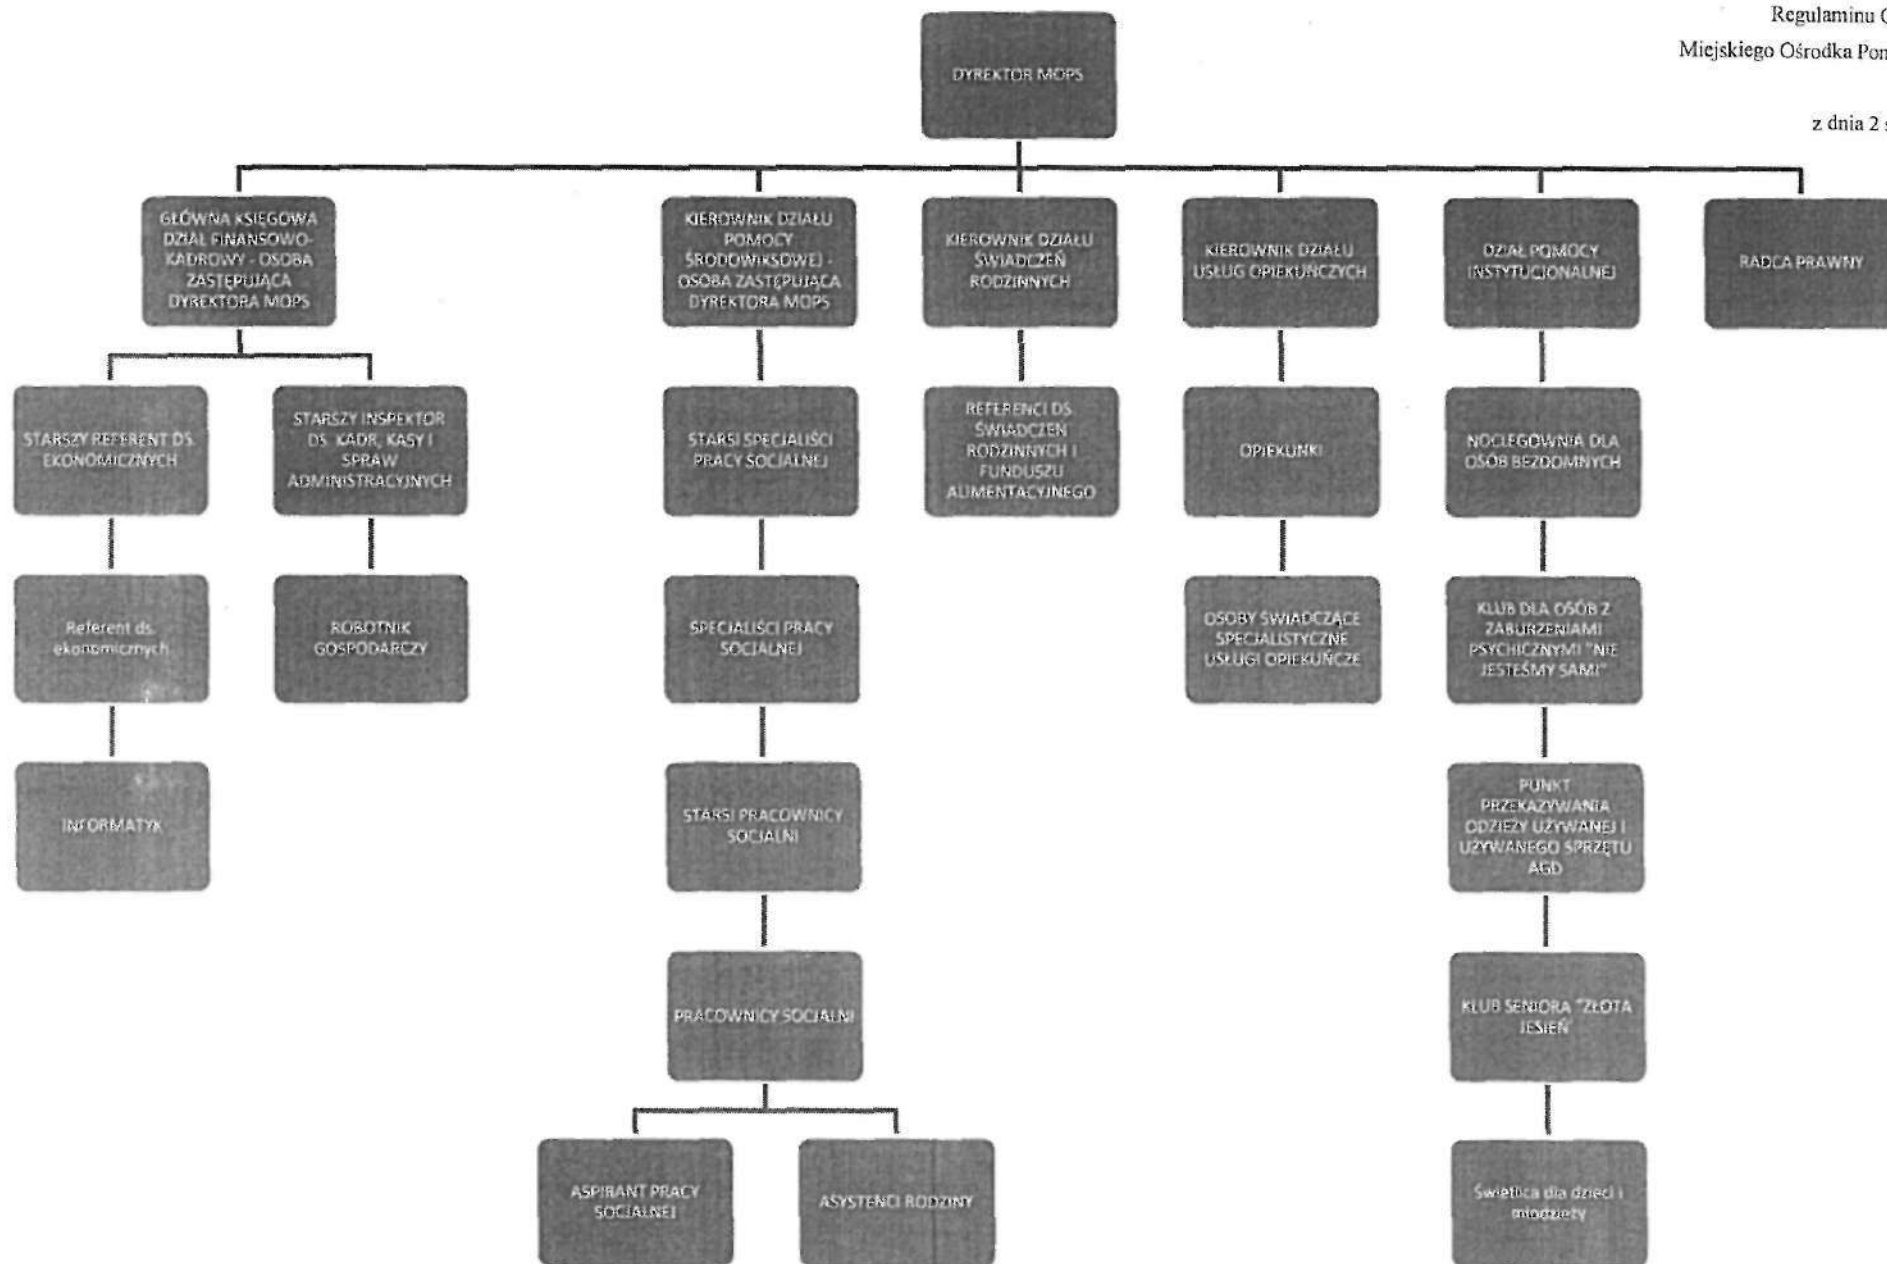 Regulaminu
Miejskiego Ośrodka
z dnia 2
DYREKTOR MOPS
GŁÓWNA KSIĘGOWA
DZIAŁ FINANSOWO-
KADROWY - OSOBA
ZASTĘPUJĄCA
DYREKTORA MOPS
KIEROWNIK DZIAŁU
POMOCY
ŚRODOWIKSOWEJ -
OSOBA ZASTĘPUJĄCA
DYREKTORA MOPS
KIEROWNIK DZIAŁU
ŚWIADCZEŃ
RODZINNYCH
KIEROWNIK DZIAŁU
USŁUG OPIEKUŃCZYCH
DZIAŁ POMOCY
INSTYTUCJONALNEJ
RADCA PRAWNY
STARSZY REFERENT DS.
EKONOMICZNYCH
STARSZY INSPEKTOR
DS. KADR, KASY I
SPRAW
ADMINISTRACYJNYCH
STARSI SPECJALIŚCI
PRACY SOCJALNEJ
REFERENCI DS.
ŚWIADCZEŃ
RODZINNYCH I
FUNDUSZU
ALIMENTACYJNEGO
OPIEKUNKI
NOCLEGOWNIA DLA
OSÓB BEZDOMNYCH
Referent ds.
ekonomicznych
ROBOTNIK
GOSPODARCZY
SPECJALIŚCI PRACY
SOCJALNEJ
OSOBY ŚWIADCZĄCE
SPECJALISTYCZNE
USŁUGI OPIEKUŃCZE
KLUB DLA OSÓB Z
ZABURZENIAMI
PSYCHICZNYMI "NIE
JESTEŚMY SAMI"
INFORMATYK
STARSI PRACOWNICY
SOCJALNI
PUNKT
PRZEKAZYWANIA
ODZIEŻY UŻYWANEJ I
UŻYWANEGO SPRZĘTU
AGD
PRACOWNICY SOCJALNI
KLUB SENIORA "ZŁOTA
JESIEŃ"
ASPIRANT PRACY
SOCJALNEJ
ASYSTENCI RODZINY
Świetlica dla dzieci i
młodzieży